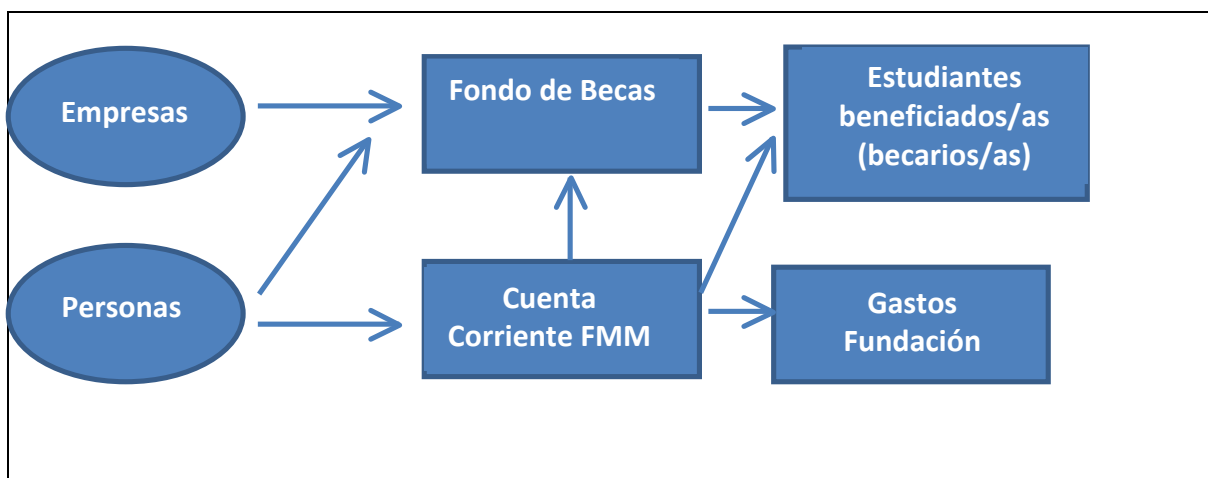 Empresas
Fondo de Becas
Estudiantes
beneficiados/as
(becarios/as)
Personas
Cuenta
Corriente FMM
Gastos
Fundación